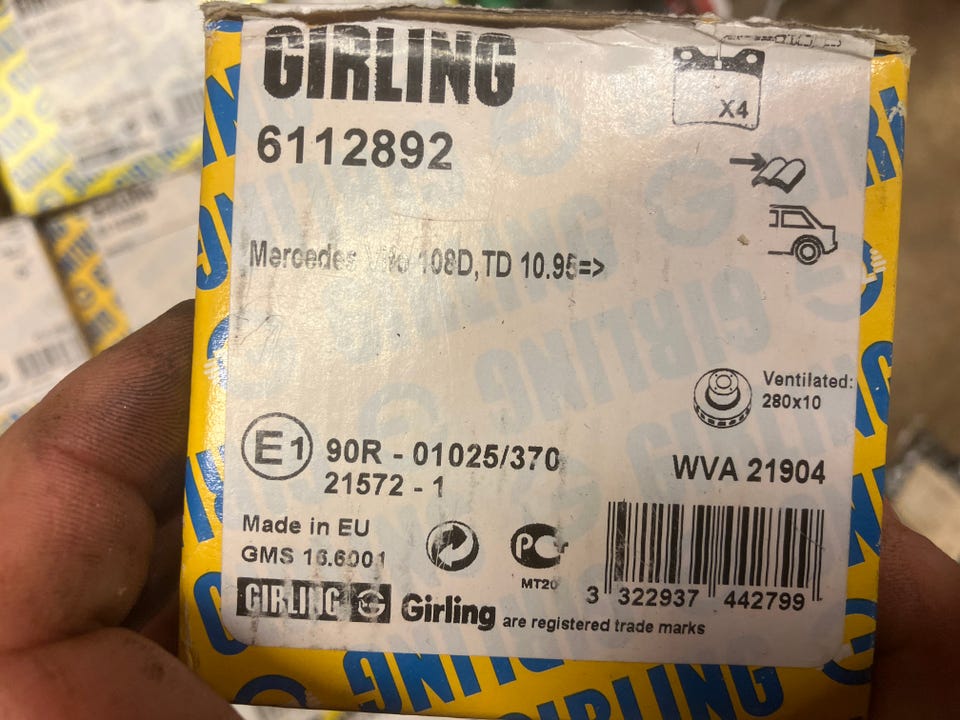 GIRLING
6112892
X4
Mercedes 108D,TD 10.95=>
Ventilated:
280x10
E1 90R - 01025/370
21572 - 1
WVA 21904
Made in EU
GMS 16.6001
MT20
3 322937 442799
GIRLING Girling are registered trade marks
GIRLING